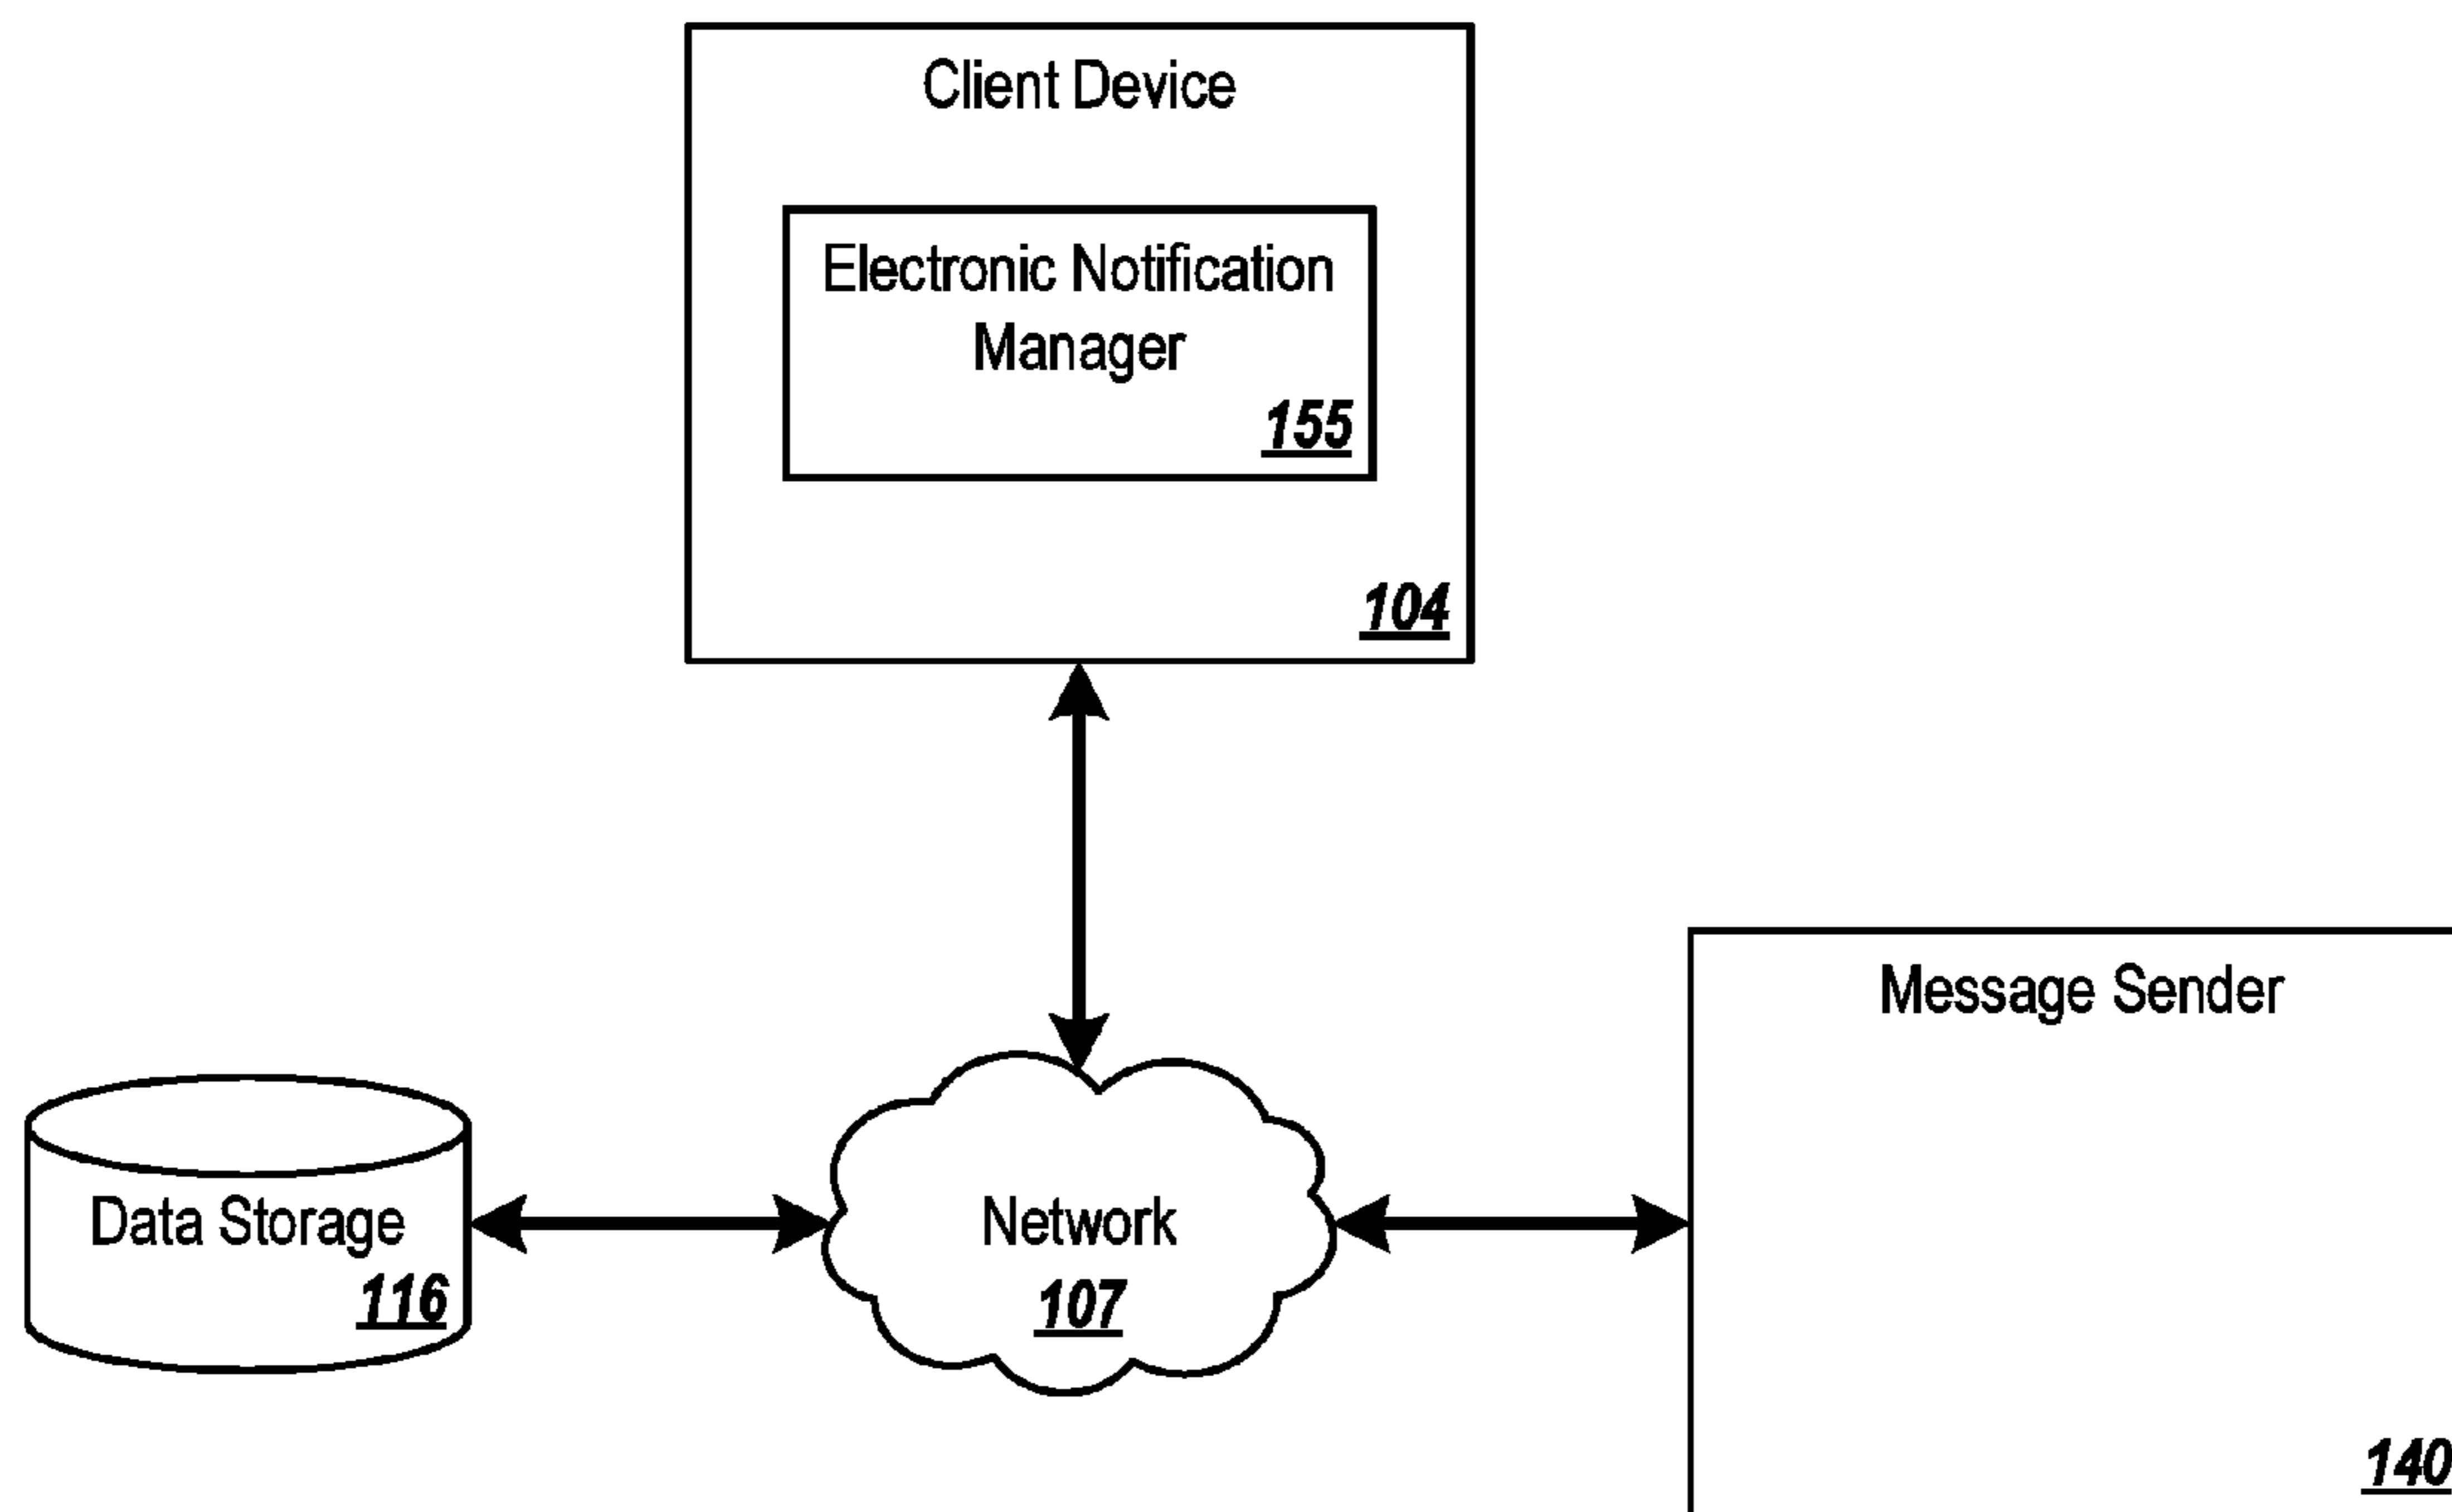 Client Device
Electronic Notification
Manager
155
104
Message Sender
Data Storage
116
Network
107
140